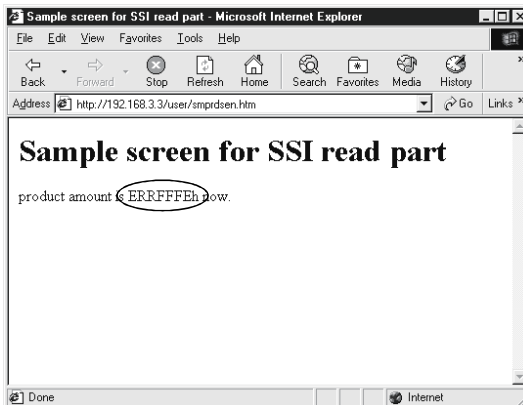 Sample screen for SSI read part - Microsoft Internet Explorer
File Edit View Favorites Tools Help
Back Forward Stop Refresh Home Search Favorites Media History »
Address http://192.168.3.3/user/smprdsen.htm Go Links »
Sample screen for SSI read part
product amount is ERRFFFEh now.
Done Internet